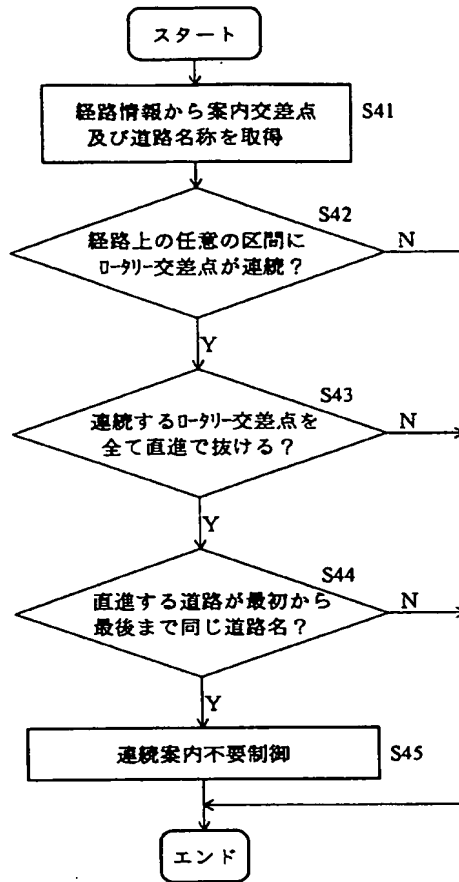 スタート
経路情報から案内交差点
及び道路名称を取得
S41
S42
経路上の任意の区間に
ロータリー交差点が連続？
N
Y
S43
連続するロータリー交差点を
全て直進で抜ける？
N
Y
S44
直進する道路が最初から
最後まで同じ道路名？
N
Y
連続案内不要制御
S45
エンド